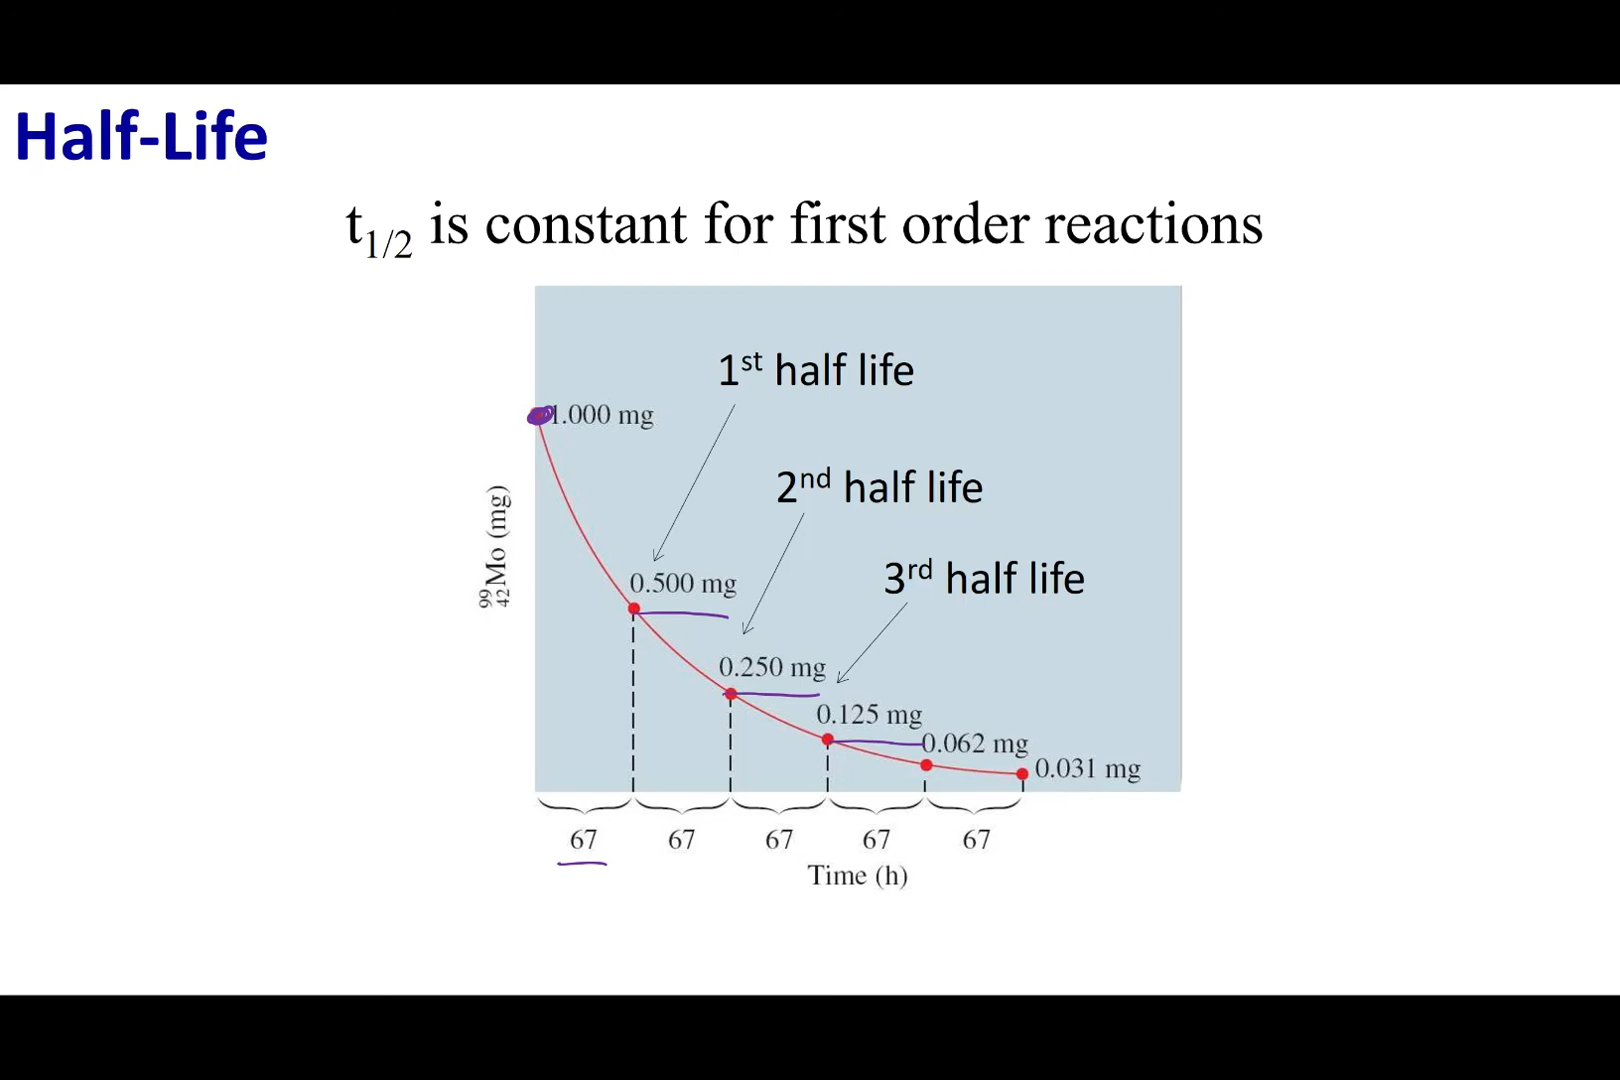 Half-Life
t1/2 is constant for first order reactions
1st half life
1.000 mg
2nd half life
3rd half life
99 42 Mo (mg)
0.500 mg
0.250 mg
0.125 mg
0.062 mg
0.031 mg
67 67 67 67 67
Time (h)